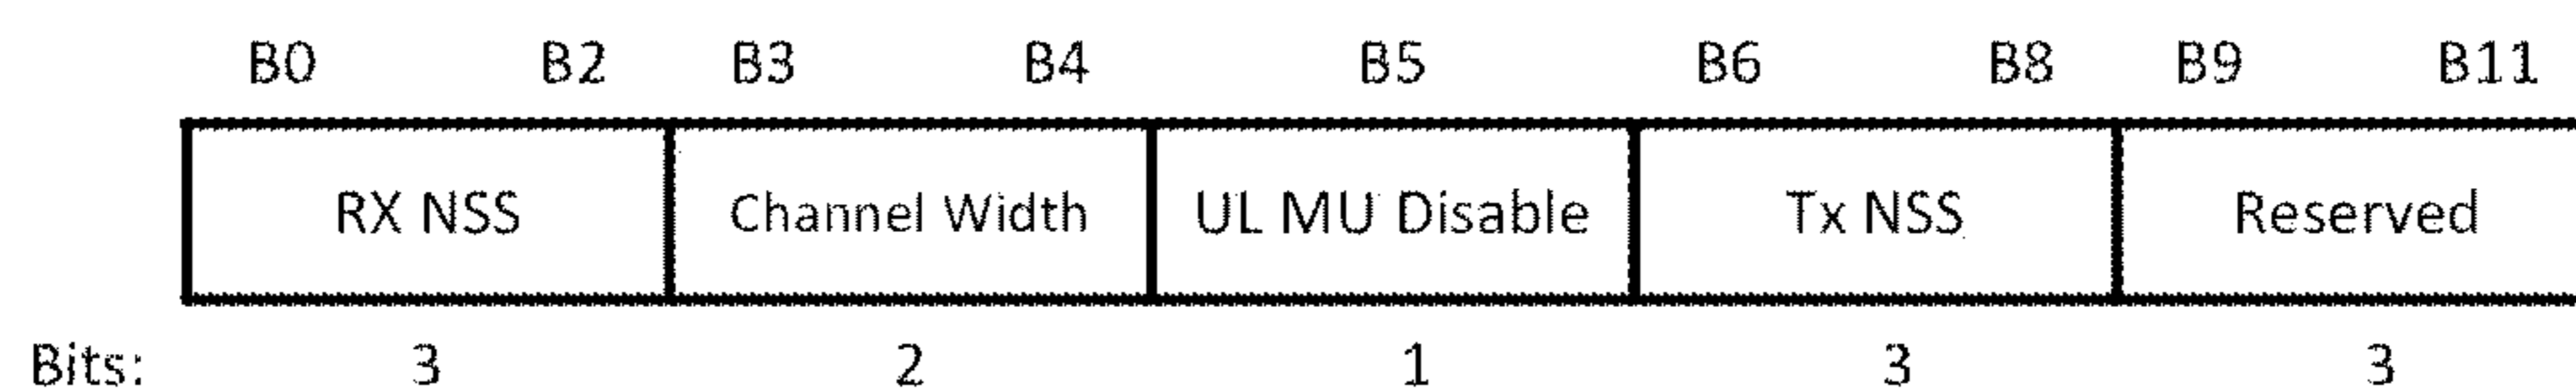 B0 B2 B3 B4 B5 B6 B8 B9 B11
RX NSS Channel Width UL MU Disable Tx NSS Reserved
Bits: 3 2 1 3 3